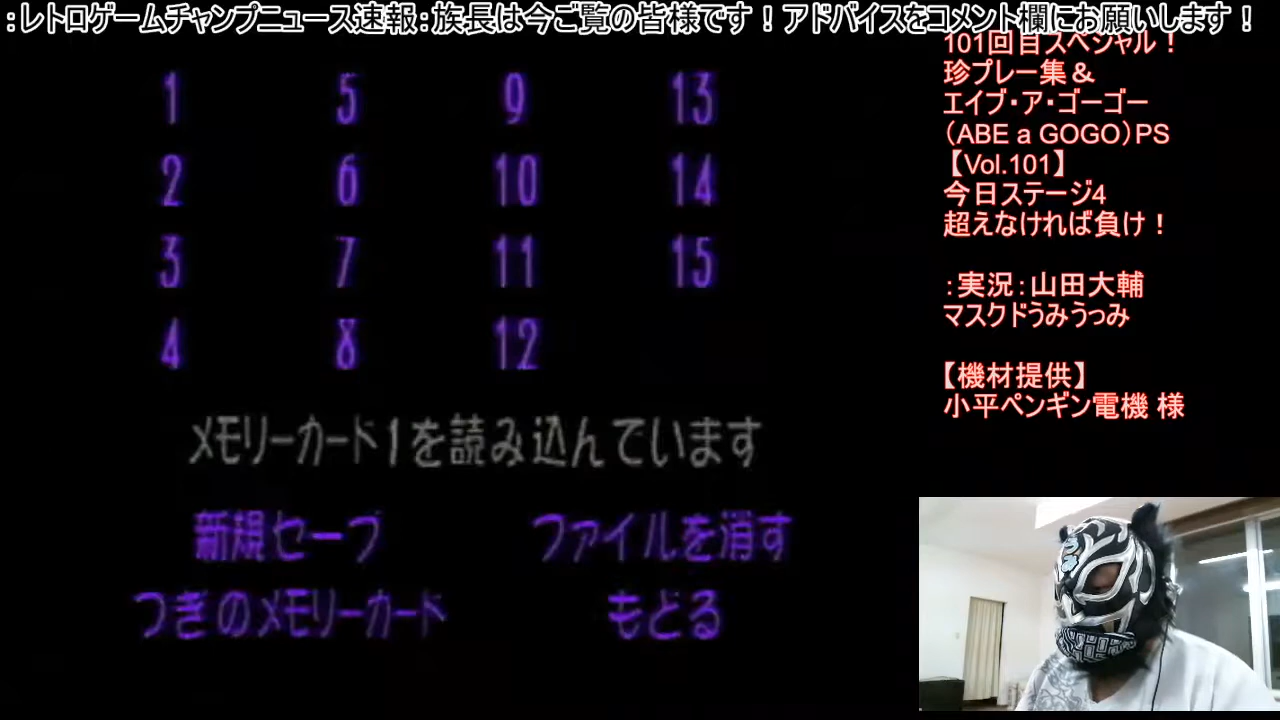 :レトロゲームチャンプニュース速報:族長は今ご覧の皆様です！アドバイスをコメント欄にお願いします！
101回目スペシャル！
珍プレー集＆
エイブ・ア・ゴーゴー
（ABE a GOGO）PS
【Vol.101】
今日ステージ4
超えなければ負け！
:実況:山田大輔
マスクドうみうっみ
【機材提供】
小平ペンギン電機 様
1 5 9 13
2 6 10 14
3 7 11 15
4 8 12
メモリーカード1を読み込んでいます
新規セーブ ファイルを消す
つぎのメモリーカード もどる